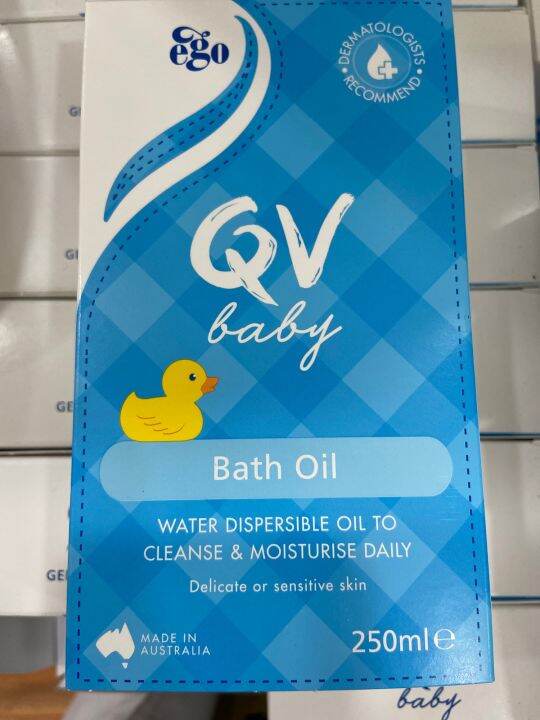 ego
DERMATOLOGISTS
RECOMMEND
QV
baby
Bath Oil
WATER DISPERSIBLE OIL TO
CLEANSE & MOISTURISE DAILY
Delicate or sensitive skin
MADE IN
AUSTRALIA
250ml e
baby